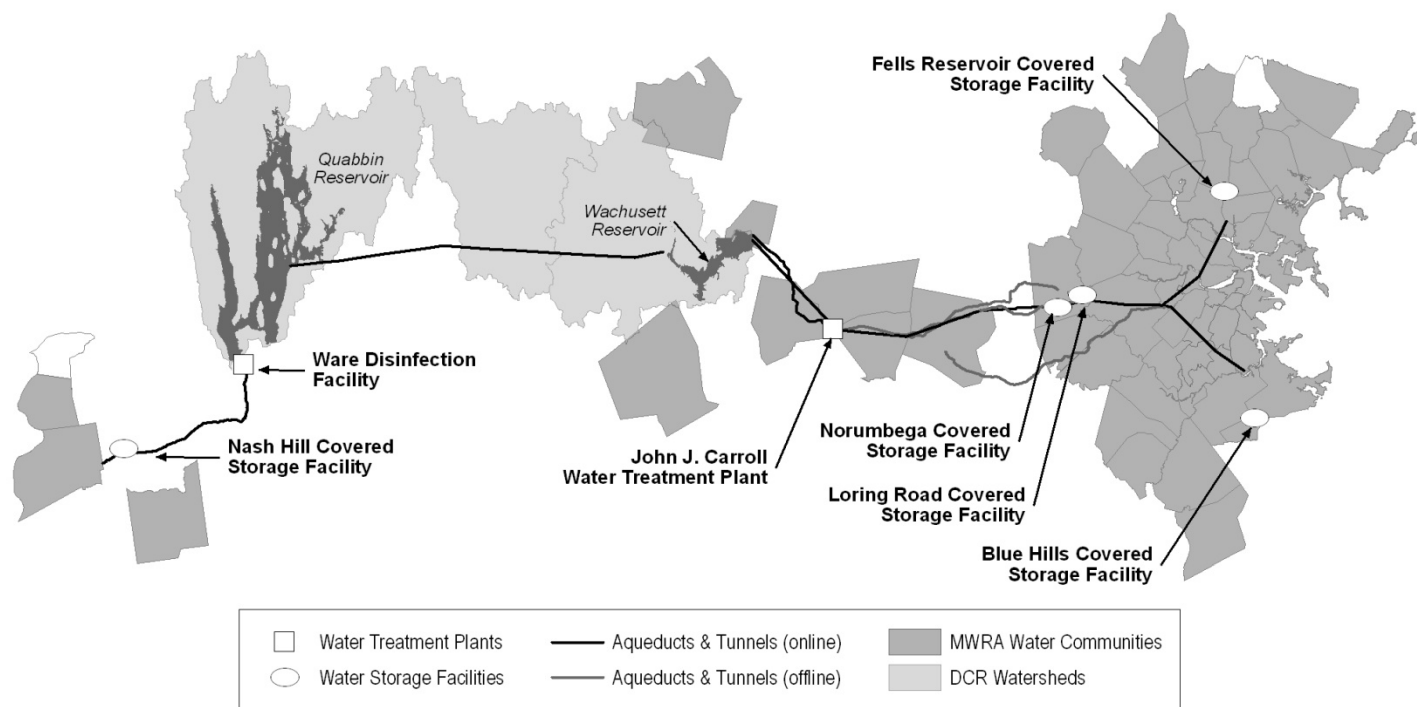 Fells Reservoir Covered
Storage Facility
Quabbin
Reservoir
Wachusett
Reservoir
Ware Disinfection
Facility
Nash Hill Covered
Storage Facility
John J. Carroll
Water Treatment Plant
Norumbega Covered
Storage Facility
Loring Road Covered
Storage Facility
Blue Hills Covered
Storage Facility
Water Treatment Plants
Aqueducts & Tunnels (online)
MWRA Water Communities
Water Storage Facilities
Aqueducts & Tunnels (offline)
DCR Watersheds